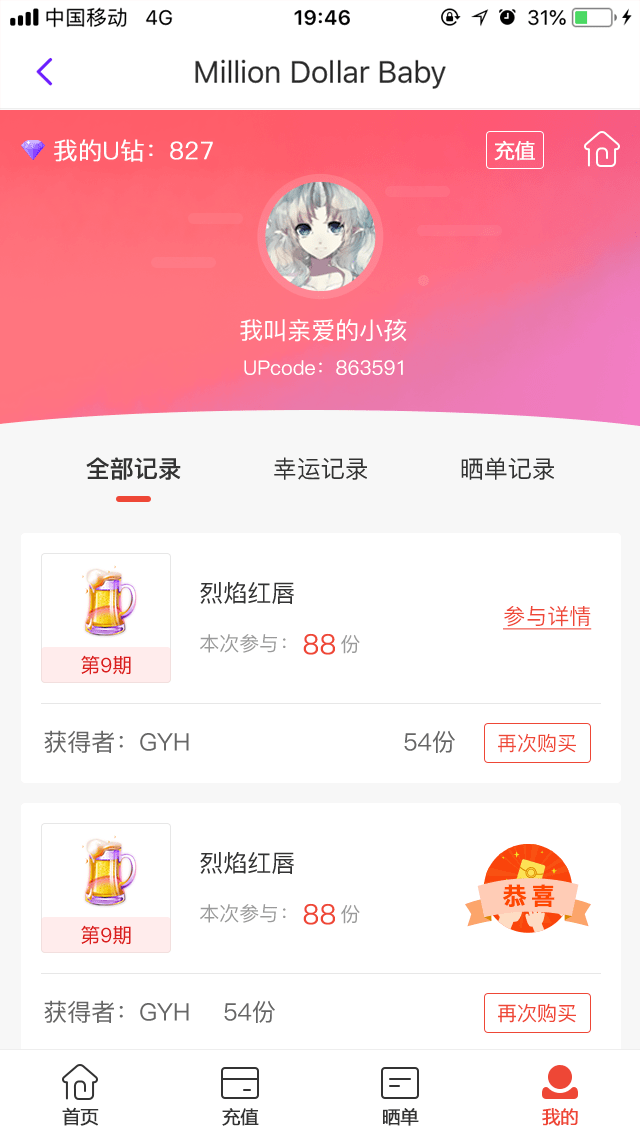 中国移动 4G 19:46 31%
Million Dollar Baby
我的U钻：827 充值
我叫亲爱的小孩
UPcode：863591
全部记录 幸运记录 晒单记录
烈焰红唇
参与详情
本次参与：88份
第9期
获得者：GYH 54份 再次购买
烈焰红唇
恭喜
本次参与：88份
第9期
获得者：GYH 54份 再次购买
首页 充值 晒单 我的